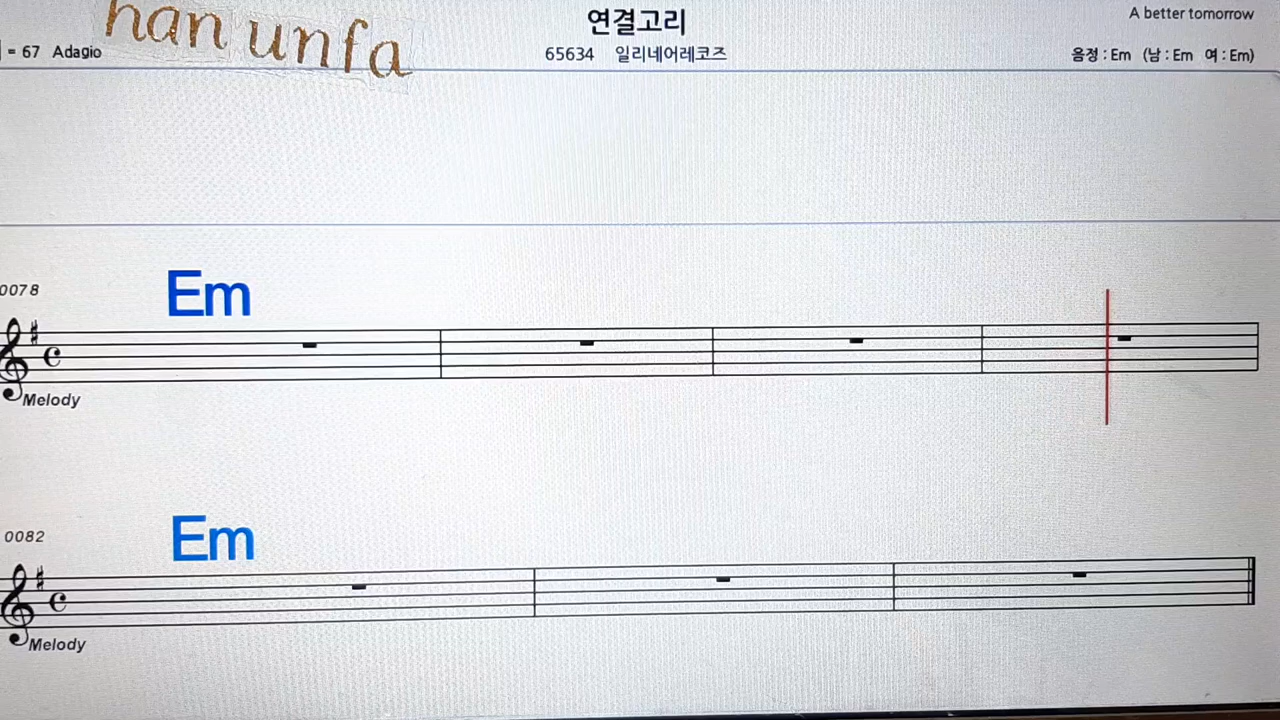 han unfa
연결고리
A better tomorrow
= 67 Adagio
65634 일리네어레코즈
음정 : Em (남 : Em 여 : Em)
0078
Em
Melody
0082
Em
Melody